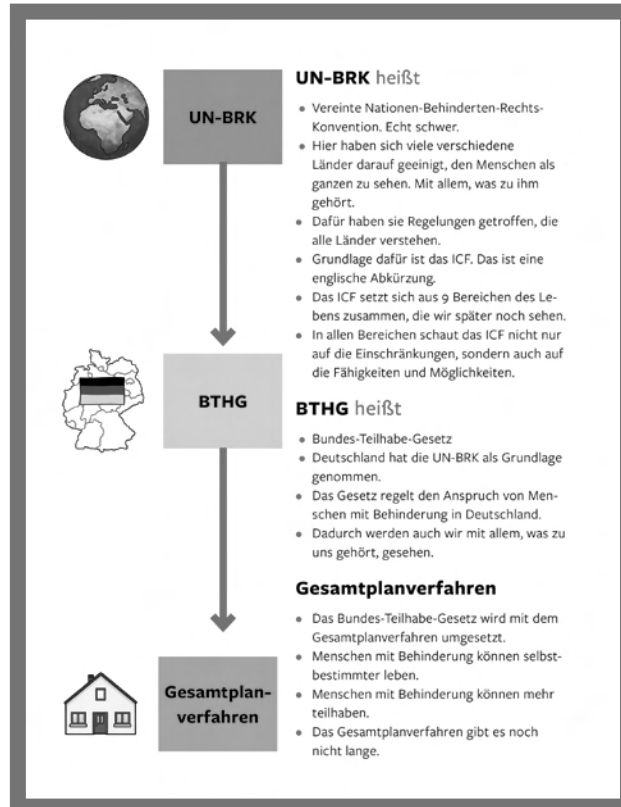 UN-BRK
UN-BRK heißt
• Vereinte Nationen-Behinderten-Rechts-
Konvention. Echt schwer.
• Hier haben sich viele verschiedene
Länder darauf geeinigt, den Menschen als
ganzen zu sehen. Mit allem, was zu ihm
gehört.
• Dafür haben sie Regelungen getroffen, die
alle Länder verstehen.
• Grundlage dafür ist das ICF. Das ist eine
englische Abkürzung.
• Das ICF setzt sich aus 9 Bereichen des Le-
bens zusammen, die wir später noch sehen.
• In allen Bereichen schaut das ICF nicht nur
auf die Einschränkungen, sondern auch auf
die Fähigkeiten und Möglichkeiten.
BTHG
BTHG heißt
• Bundes-Teilhabe-Gesetz
• Deutschland hat die UN-BRK als Grundlage
genommen.
• Das Gesetz regelt den Anspruch von Men-
schen mit Behinderung in Deutschland.
• Dadurch werden auch wir mit allem, was zu
uns gehört, gesehen.
Gesamtplan-
verfahren
Gesamtplanverfahren
• Das Bundes-Teilhabe-Gesetz wird mit dem
Gesamtplanverfahren umgesetzt.
• Menschen mit Behinderung können selbst-
bestimmter leben.
• Menschen mit Behinderung können mehr
teilhaben.
• Das Gesamtplanverfahren gibt es noch
nicht lange.